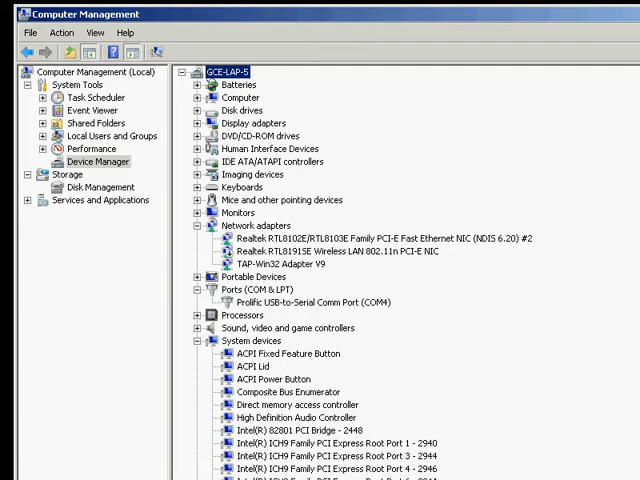 Computer Management
File Action View Help
Computer Management (Local)
System Tools
Task Scheduler
Event Viewer
Shared Folders
Local Users and Groups
Performance
Device Manager
Storage
Disk Management
Services and Applications
GCE-LAP-5
Batteries
Computer
Disk drives
Display adapters
DVD/CD-ROM drives
Human Interface Devices
IDE ATA/ATAPI controllers
Imaging devices
Keyboards
Mice and other pointing devices
Monitors
Network adapters
Realtek RTL8102E/RTL8103E Family PCI-E Fast Ethernet NIC (NDIS 6.20) #2
Realtek RTL8191SE Wireless LAN 802.11n PCI-E NIC
TAP-Win32 Adapter V9
Portable Devices
Ports (COM & LPT)
Prolific USB-to-Serial Comm Port (COM4)
Processors
Sound, video and game controllers
System devices
ACPI Fixed Feature Button
ACPI Lid
ACPI Power Button
Composite Bus Enumerator
Direct memory access controller
High Definition Audio Controller
Intel(R) 82801 PCI Bridge - 2448
Intel(R) ICH9 Family PCI Express Root Port 1 - 2940
Intel(R) ICH9 Family PCI Express Root Port 3 - 2944
Intel(R) ICH9 Family PCI Express Root Port 4 - 2946